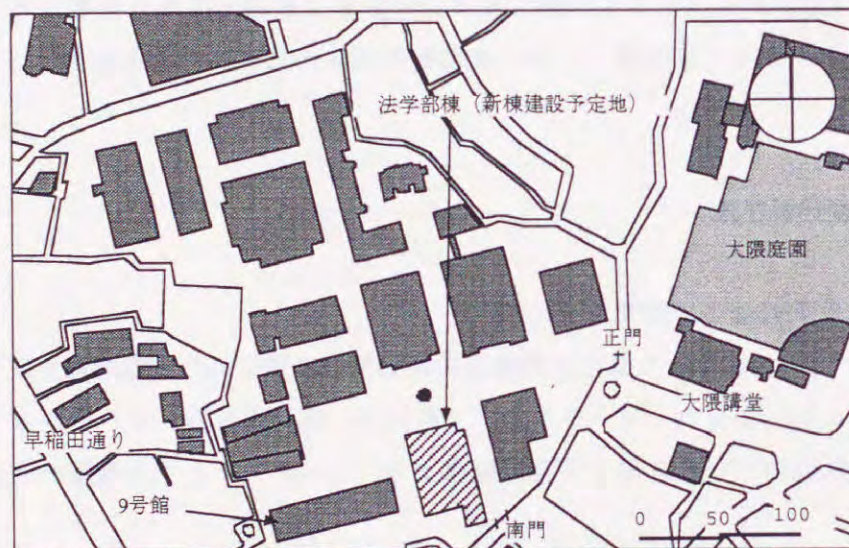 法学部棟（新棟建設予定地）
N
大隈庭園
正門
大隈講堂
早稲田通り
9号館
南門
0 50 100